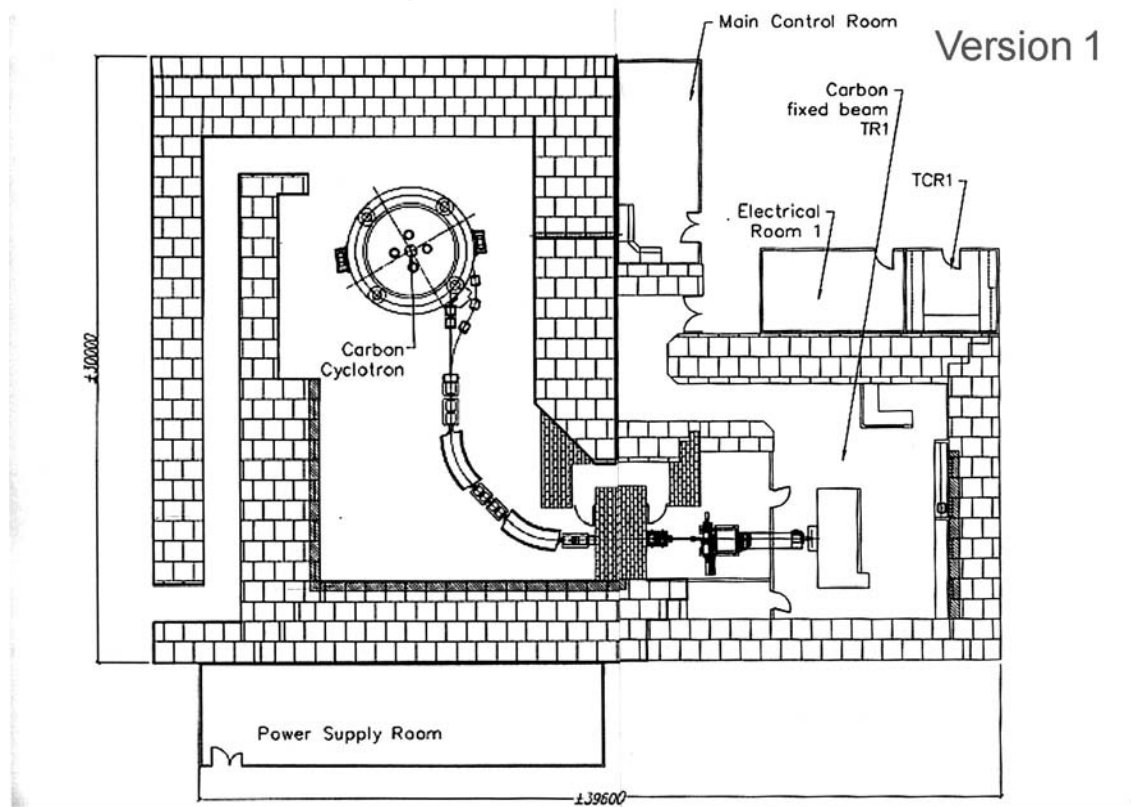 Main Control Room
Version 1
Carbon
fixed beam
TR1
TCR1
Electrical
Room 1
±30000
Carbon
Cyclotron
Power Supply Room
±39600